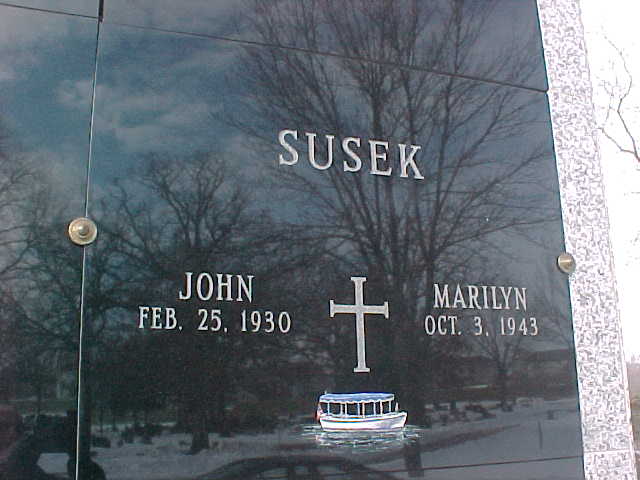 SUSEK
JOHN
FEB. 25, 1930
MARILYN
OCT. 3, 1943